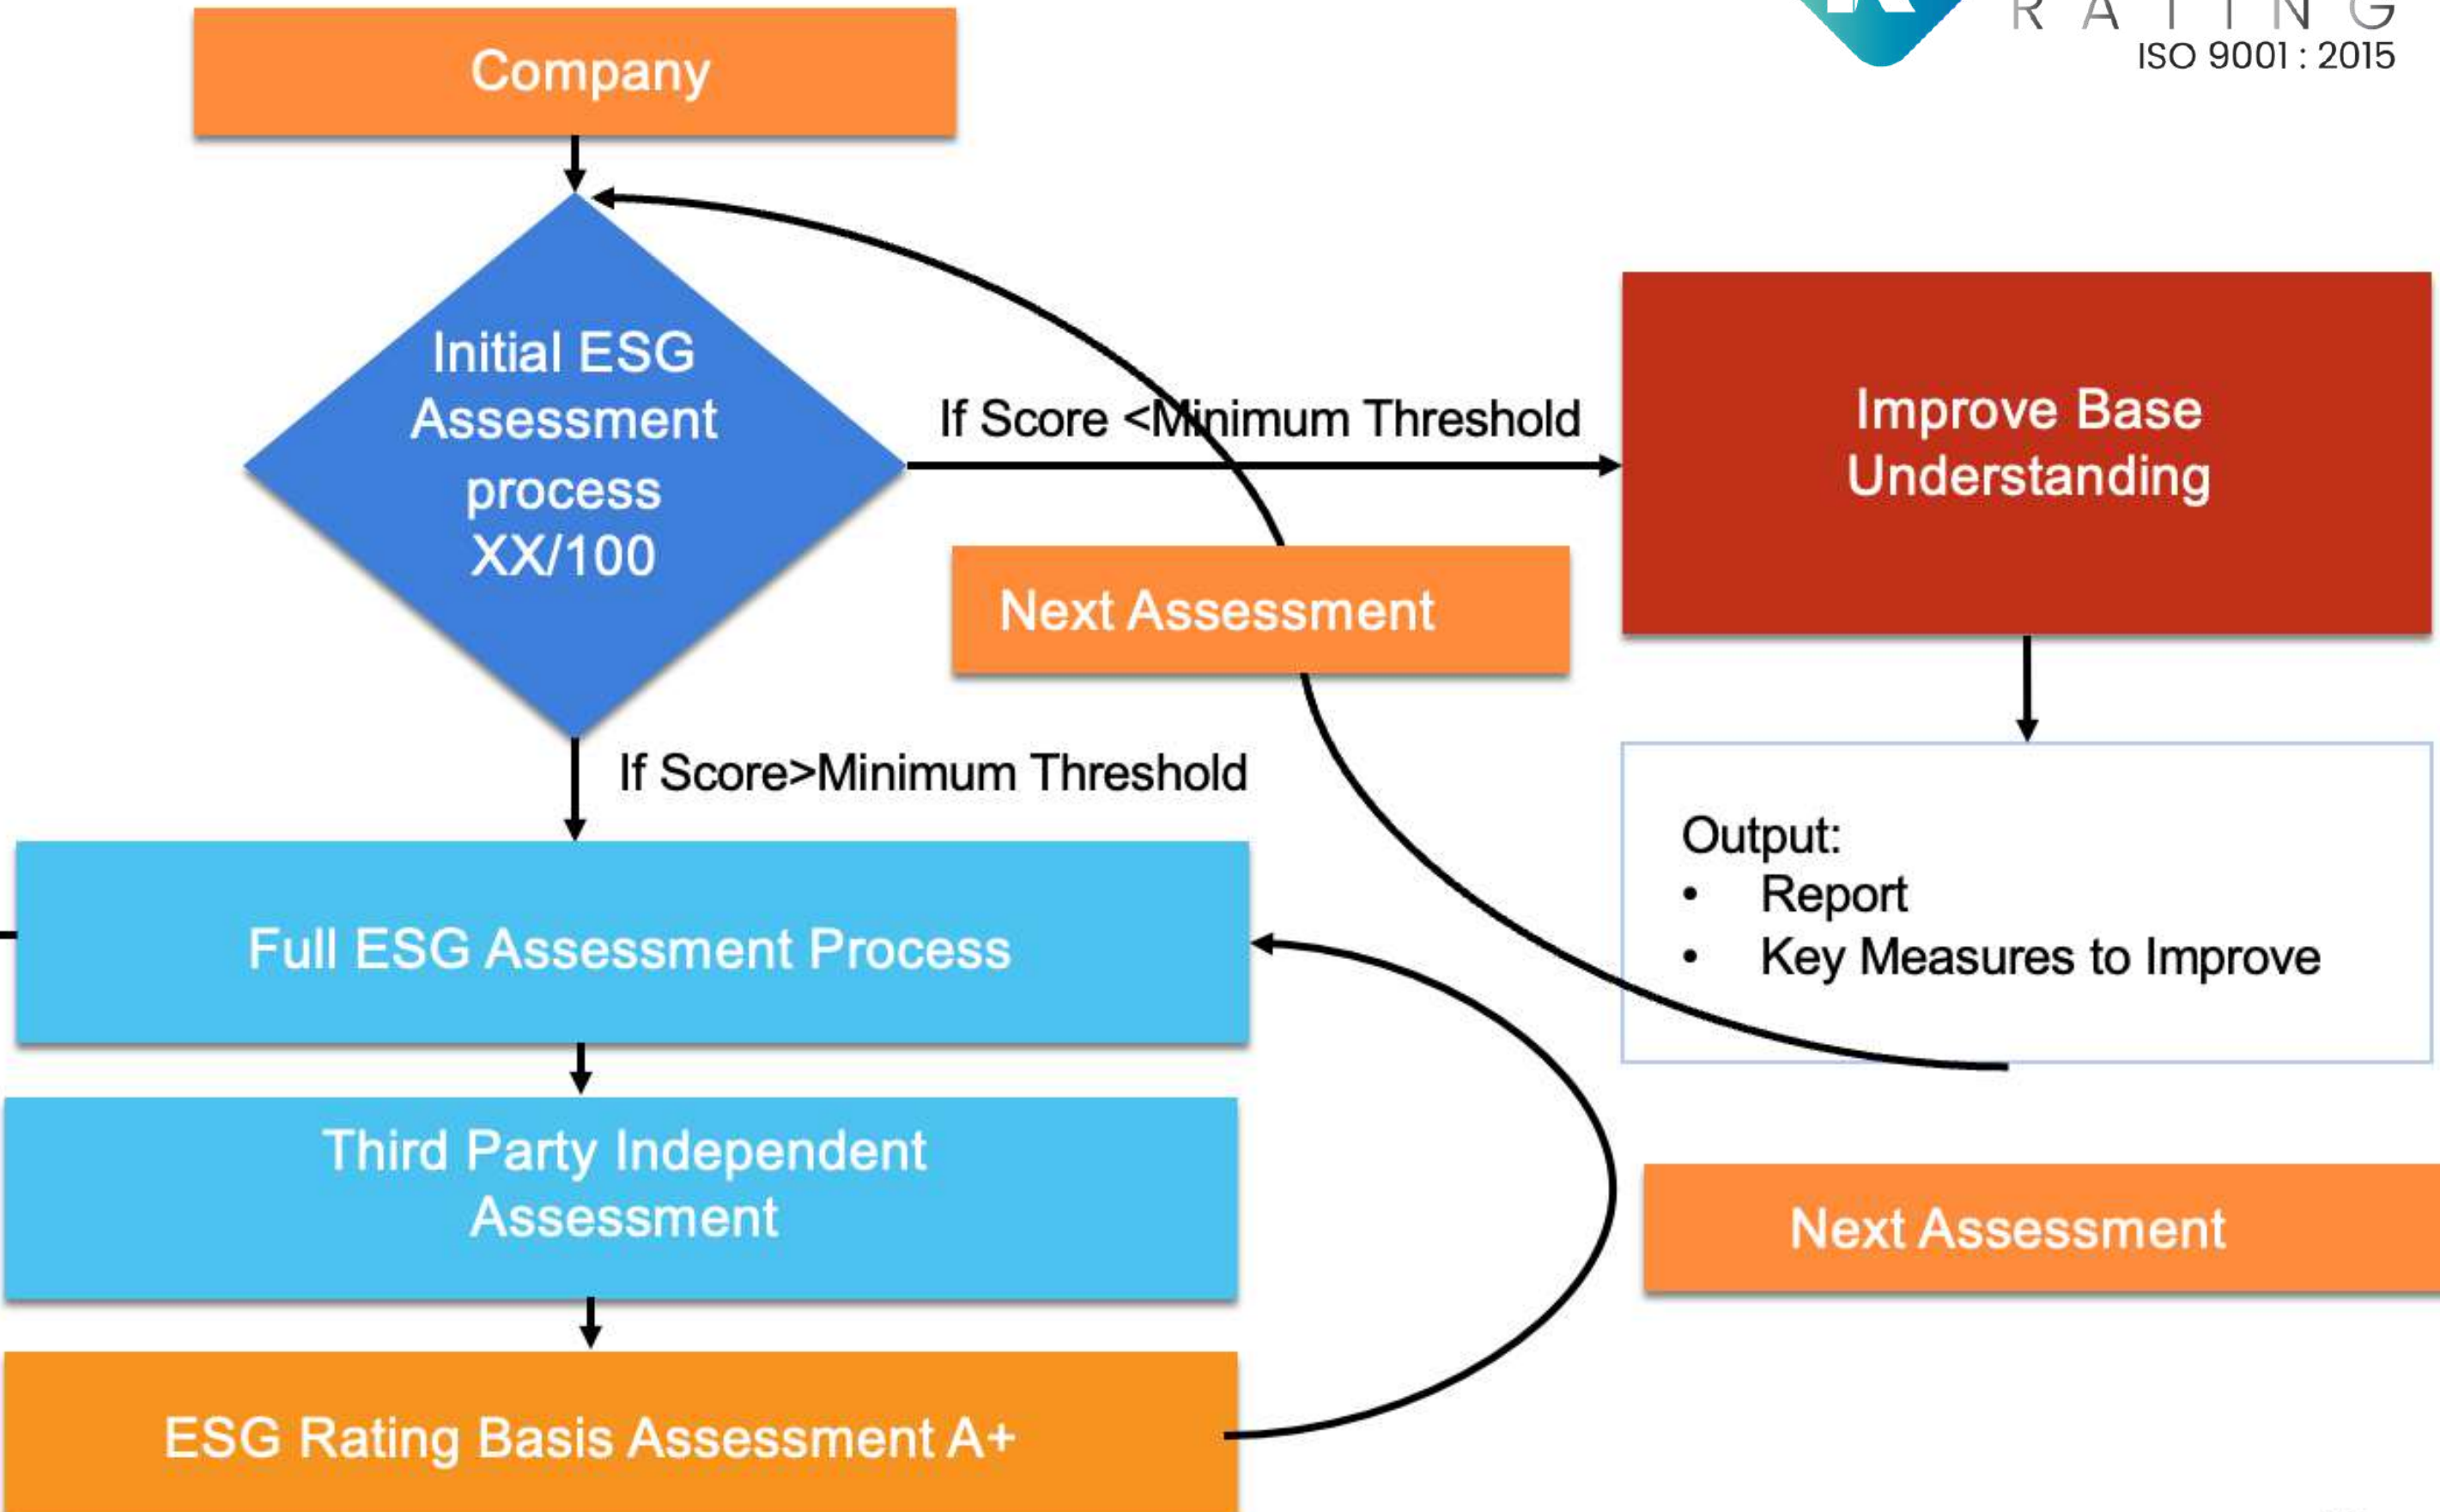 RATING
ISO 9001 : 2015
Company
Initial ESG
Assessment
process
XX/100
If Score <Minimum Threshold
Improve Base
Understanding
Next Assessment
If Score>Minimum Threshold
Output:
• Report
• Key Measures to Improve
Full ESG Assessment Process
Third Party Independent
Assessment
Next Assessment
ESG Rating Basis Assessment A+